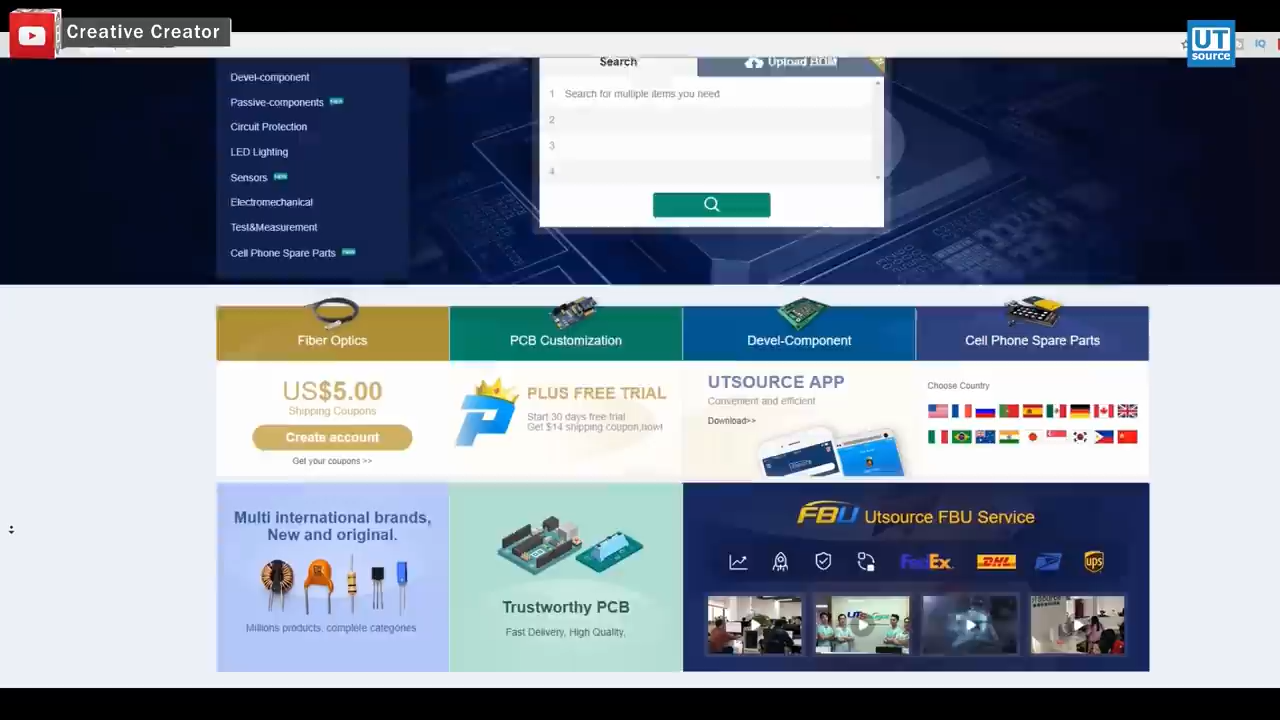 Creative Creator
UT
source
IQ
Devel-component
Passive-components
Circuit Protection
LED Lighting
Sensors
Electromechanical
Test&Measurement
Cell Phone Spare Parts
Search
Upload BOM
1 Search for multiple items you need
2
3
4
Fiber Optics
PCB Customization
Devel-Component
Cell Phone Spare Parts
US$5.00
Shipping Coupons
Create account
Get your coupons >>
PLUS FREE TRIAL
Start 30 days free trial
Get $14 shipping coupon,now!
UTSOURCE APP
Convenient and efficient
Download>>
Choose Country
Multi international brands,
New and original.
Millions products, complete categories
Trustworthy PCB
Fast Delivery, High Quality,
FBU Utsource FBU Service
FedEx
DHL
ups